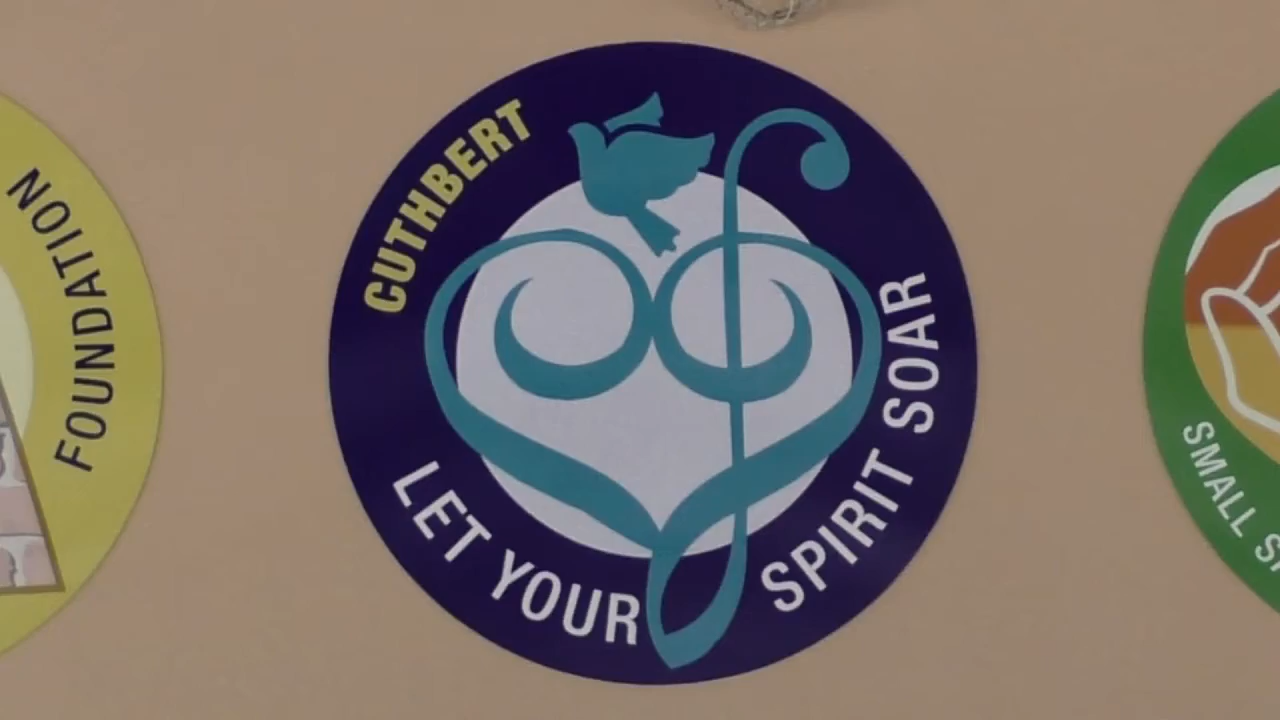 FOUNDATION
CUTHBERT
LET YOUR SPIRIT SOAR
SMALL